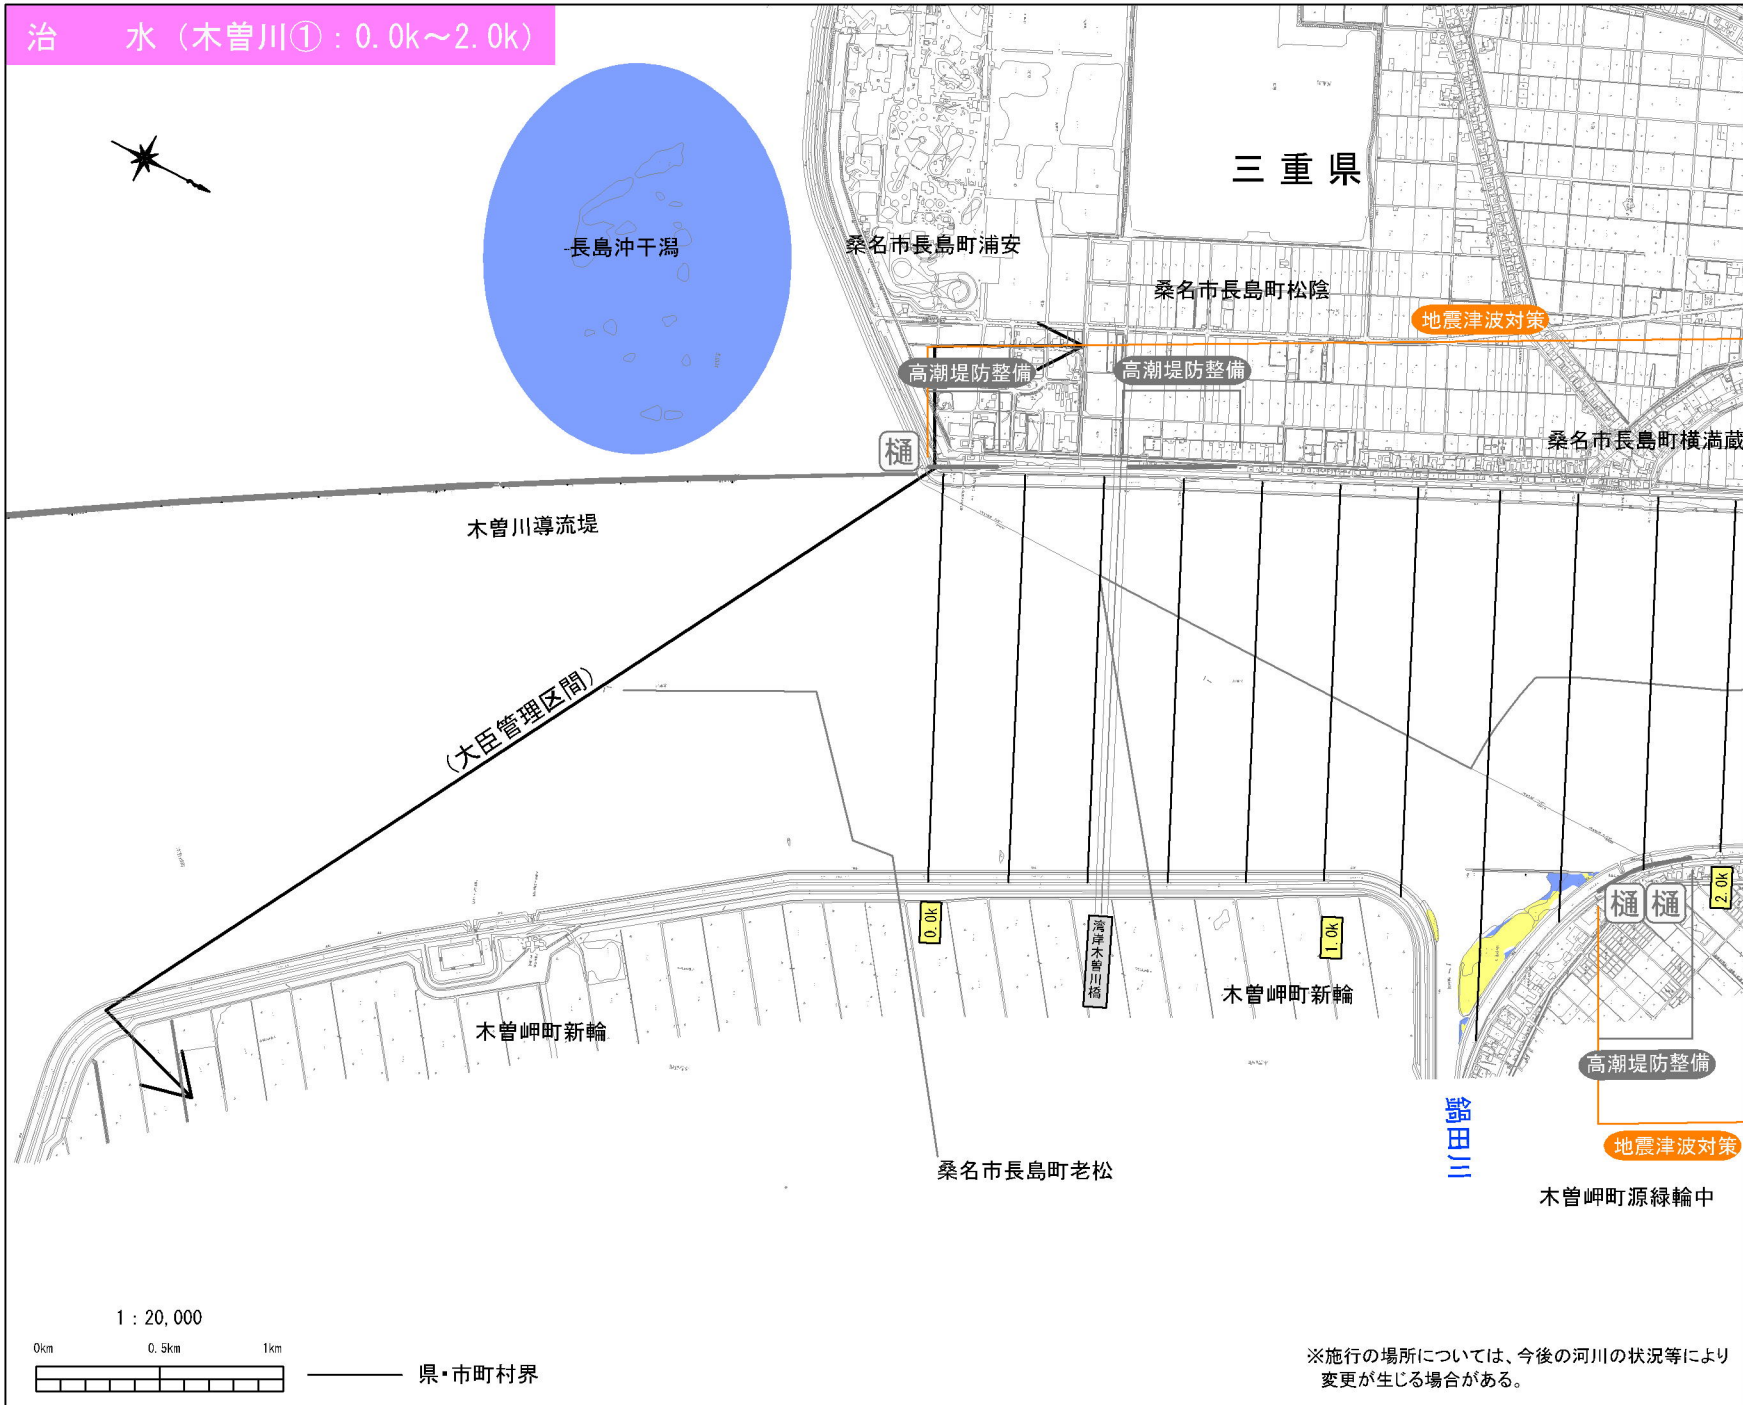 治　水（木曽川①：0.0k～2.0k）
三重県
長島沖干潟
桑名市長島町浦安
桑名市長島町松陰
地震津波対策
高潮堤防整備
高潮堤防整備
桑名市長島町横満蔵
樋
木曽川導流堤
（大臣管理区間）
樋
樋
2.0k
0.0k
湾岸木曽川橋
1.0k
木曽岬町新輪
木曽岬町新輪
高潮堤防整備
鍋田川
地震津波対策
桑名市長島町老松
木曽岬町源緑輪中
1：20,000
0km
0.5km
1km
県・市町村界
※施行の場所については、今後の河川の状況等により
変更が生じる場合がある。